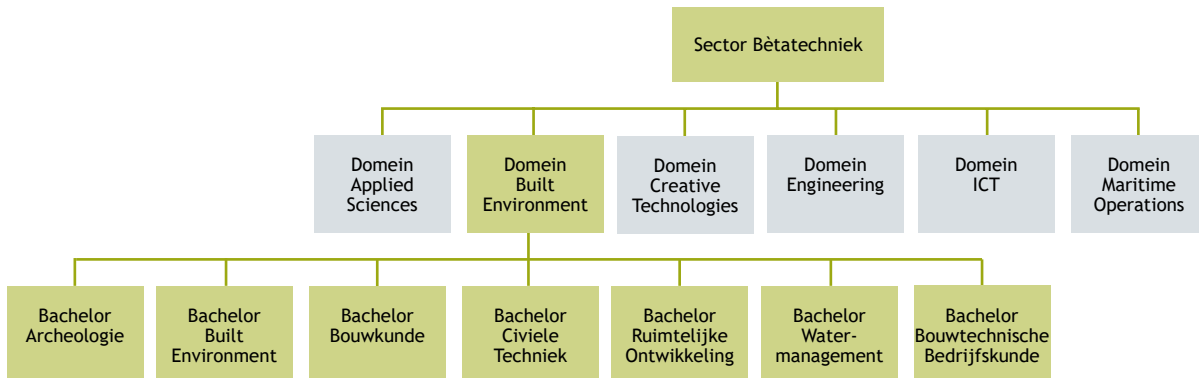 Sector Bètatechniek
Domein
Applied
Sciences
Domein
Built
Environment
Domein
Creative
Technologies
Domein
Engineering
Domein
ICT
Domein
Maritime
Operations
Bachelor
Archeologie
Bachelor
Built
Environment
Bachelor
Bouwkunde
Bachelor
Civiele
Techniek
Bachelor
Ruimtelijke
Ontwikkeling
Bachelor
Water-
management
Bachelor
Bouwtechnische
Bedrijfskunde